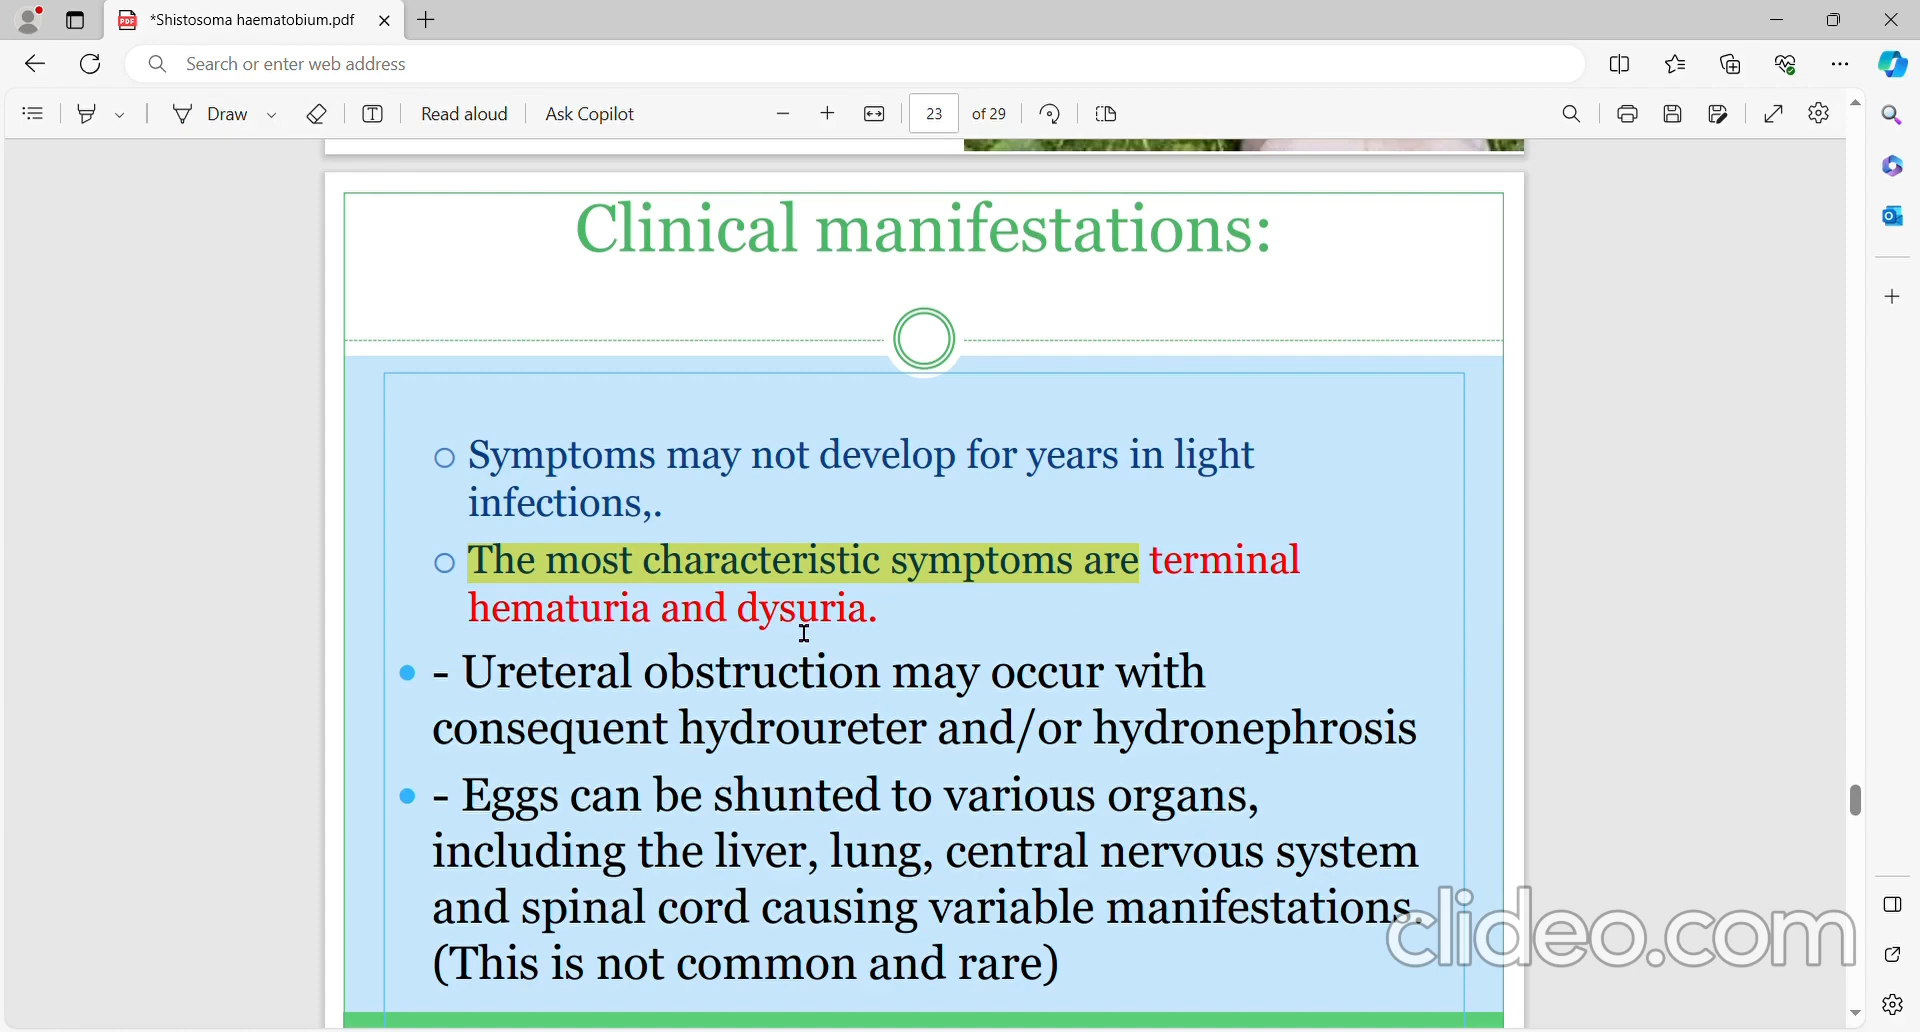 *Shistosoma haematobium.pdf
Search or enter web address
Draw
Read aloud
Ask Copilot
23 of 29
Clinical manifestations:
Symptoms may not develop for years in light
infections,.
The most characteristic symptoms are terminal
hematuria and dysuria.
- Ureteral obstruction may occur with
consequent hydroureter and/or hydronephrosis
- Eggs can be shunted to various organs,
including the liver, lung, central nervous system
and spinal cord causing variable manifestations.
(This is not common and rare)
clideo.com